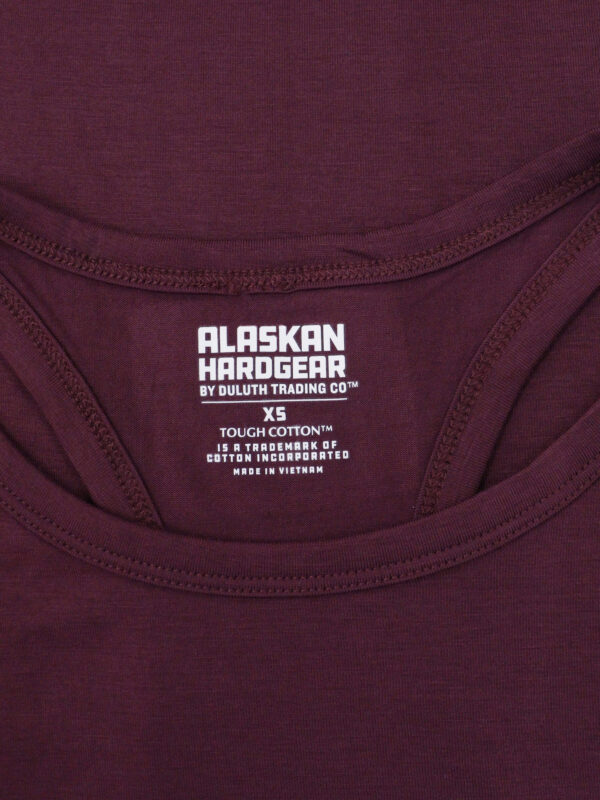 ALASKAN
HARDGEAR
BY DULUTH TRADING CO™
XS
TOUGH COTTON™
IS A TRADEMARK OF
COTTON INCORPORATED
MADE IN VIETNAM